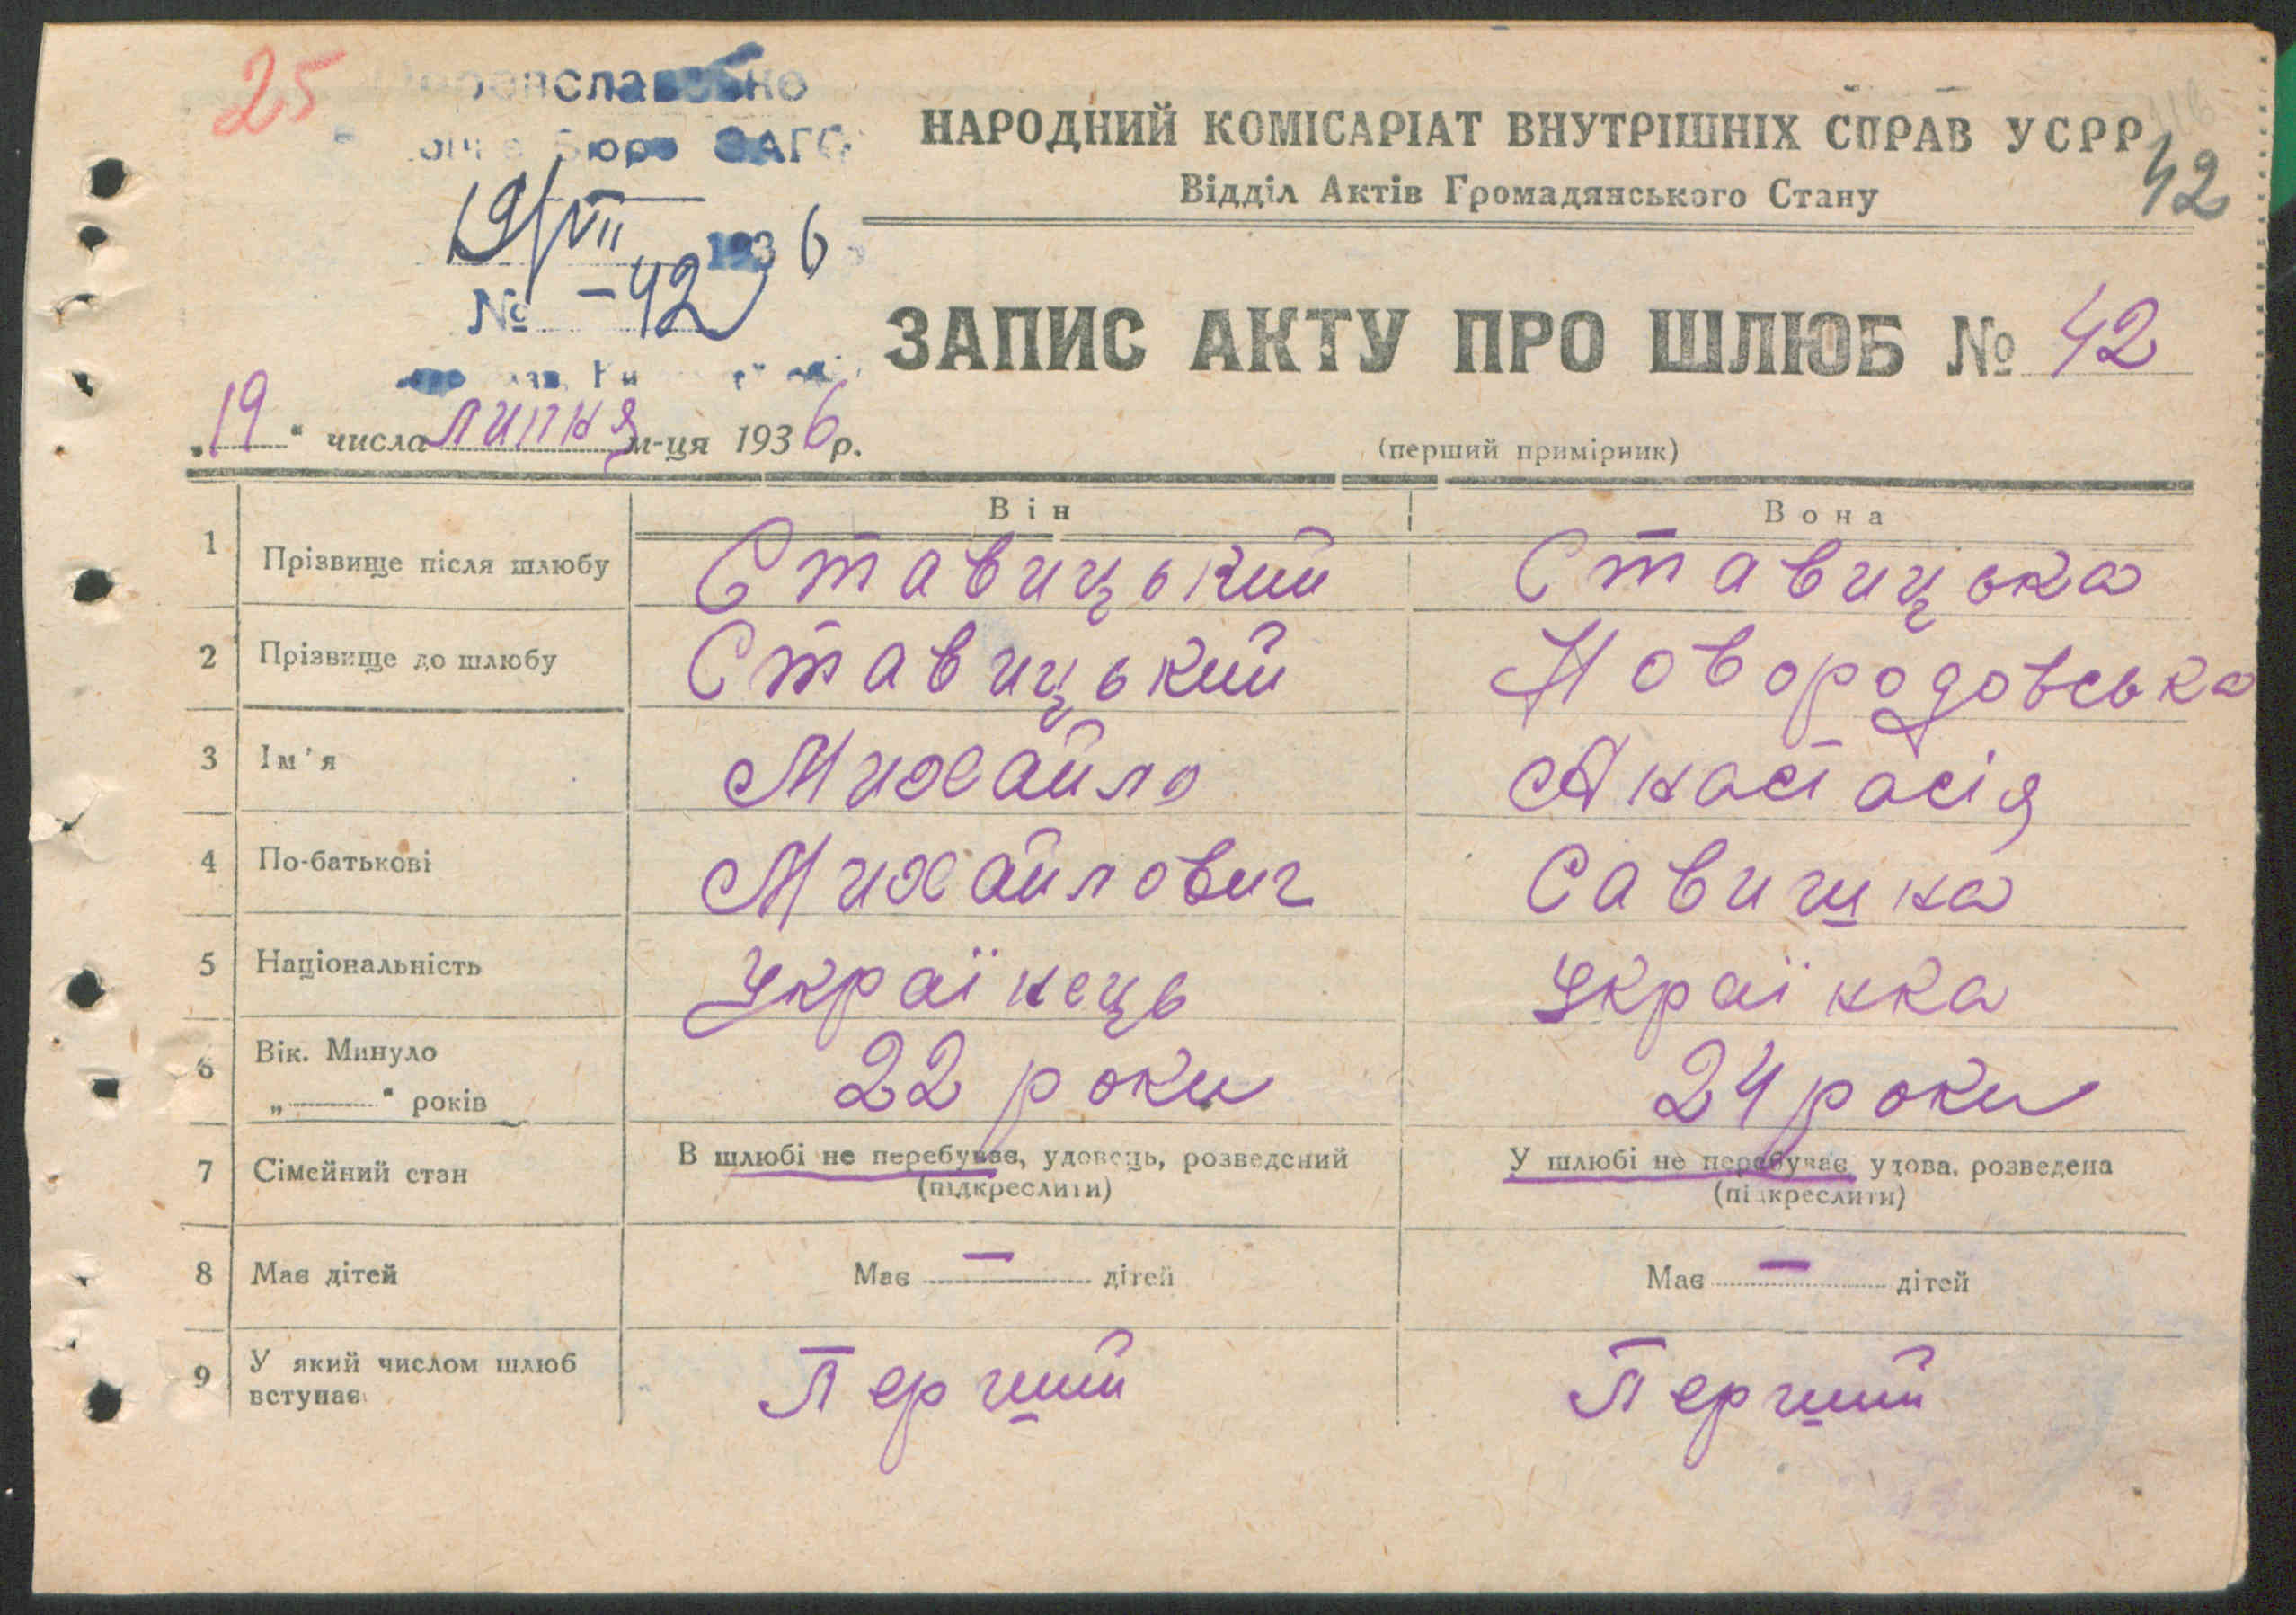 25
Бюро ЗАГС
19/VII 1936
№ -42
НАРОДНИЙ КОМІСАРІАТ ВНУТРІШНІХ СПРАВ УСРР
Відділ Актів Громадянського Стану
42
ЗАПИС АКТУ ПРО ШЛЮБ № 42
„19“ числа липня м-ця 1936 р.
(перший примірник)
Він Вона
1 Прізвище після шлюбу Ставицький Ставицька
2 Прізвище до шлюбу Ставицький Новородовська
3 Ім'я Михайло Анастасія
4 По-батькові Михайлович Савишна
5 Національність Українець Українка
6 Вік. Минуло
„ “ років 22 роки 24 роки
7 Сімейний стан В шлюбі не перебуває, удовець, розведений У шлюбі не перебуває удова, розведена
(підкреслити) (підкреслити)
8 Має дітей Має — дітей Має — дітей
9 У який числом шлюб
вступає Перший Перший